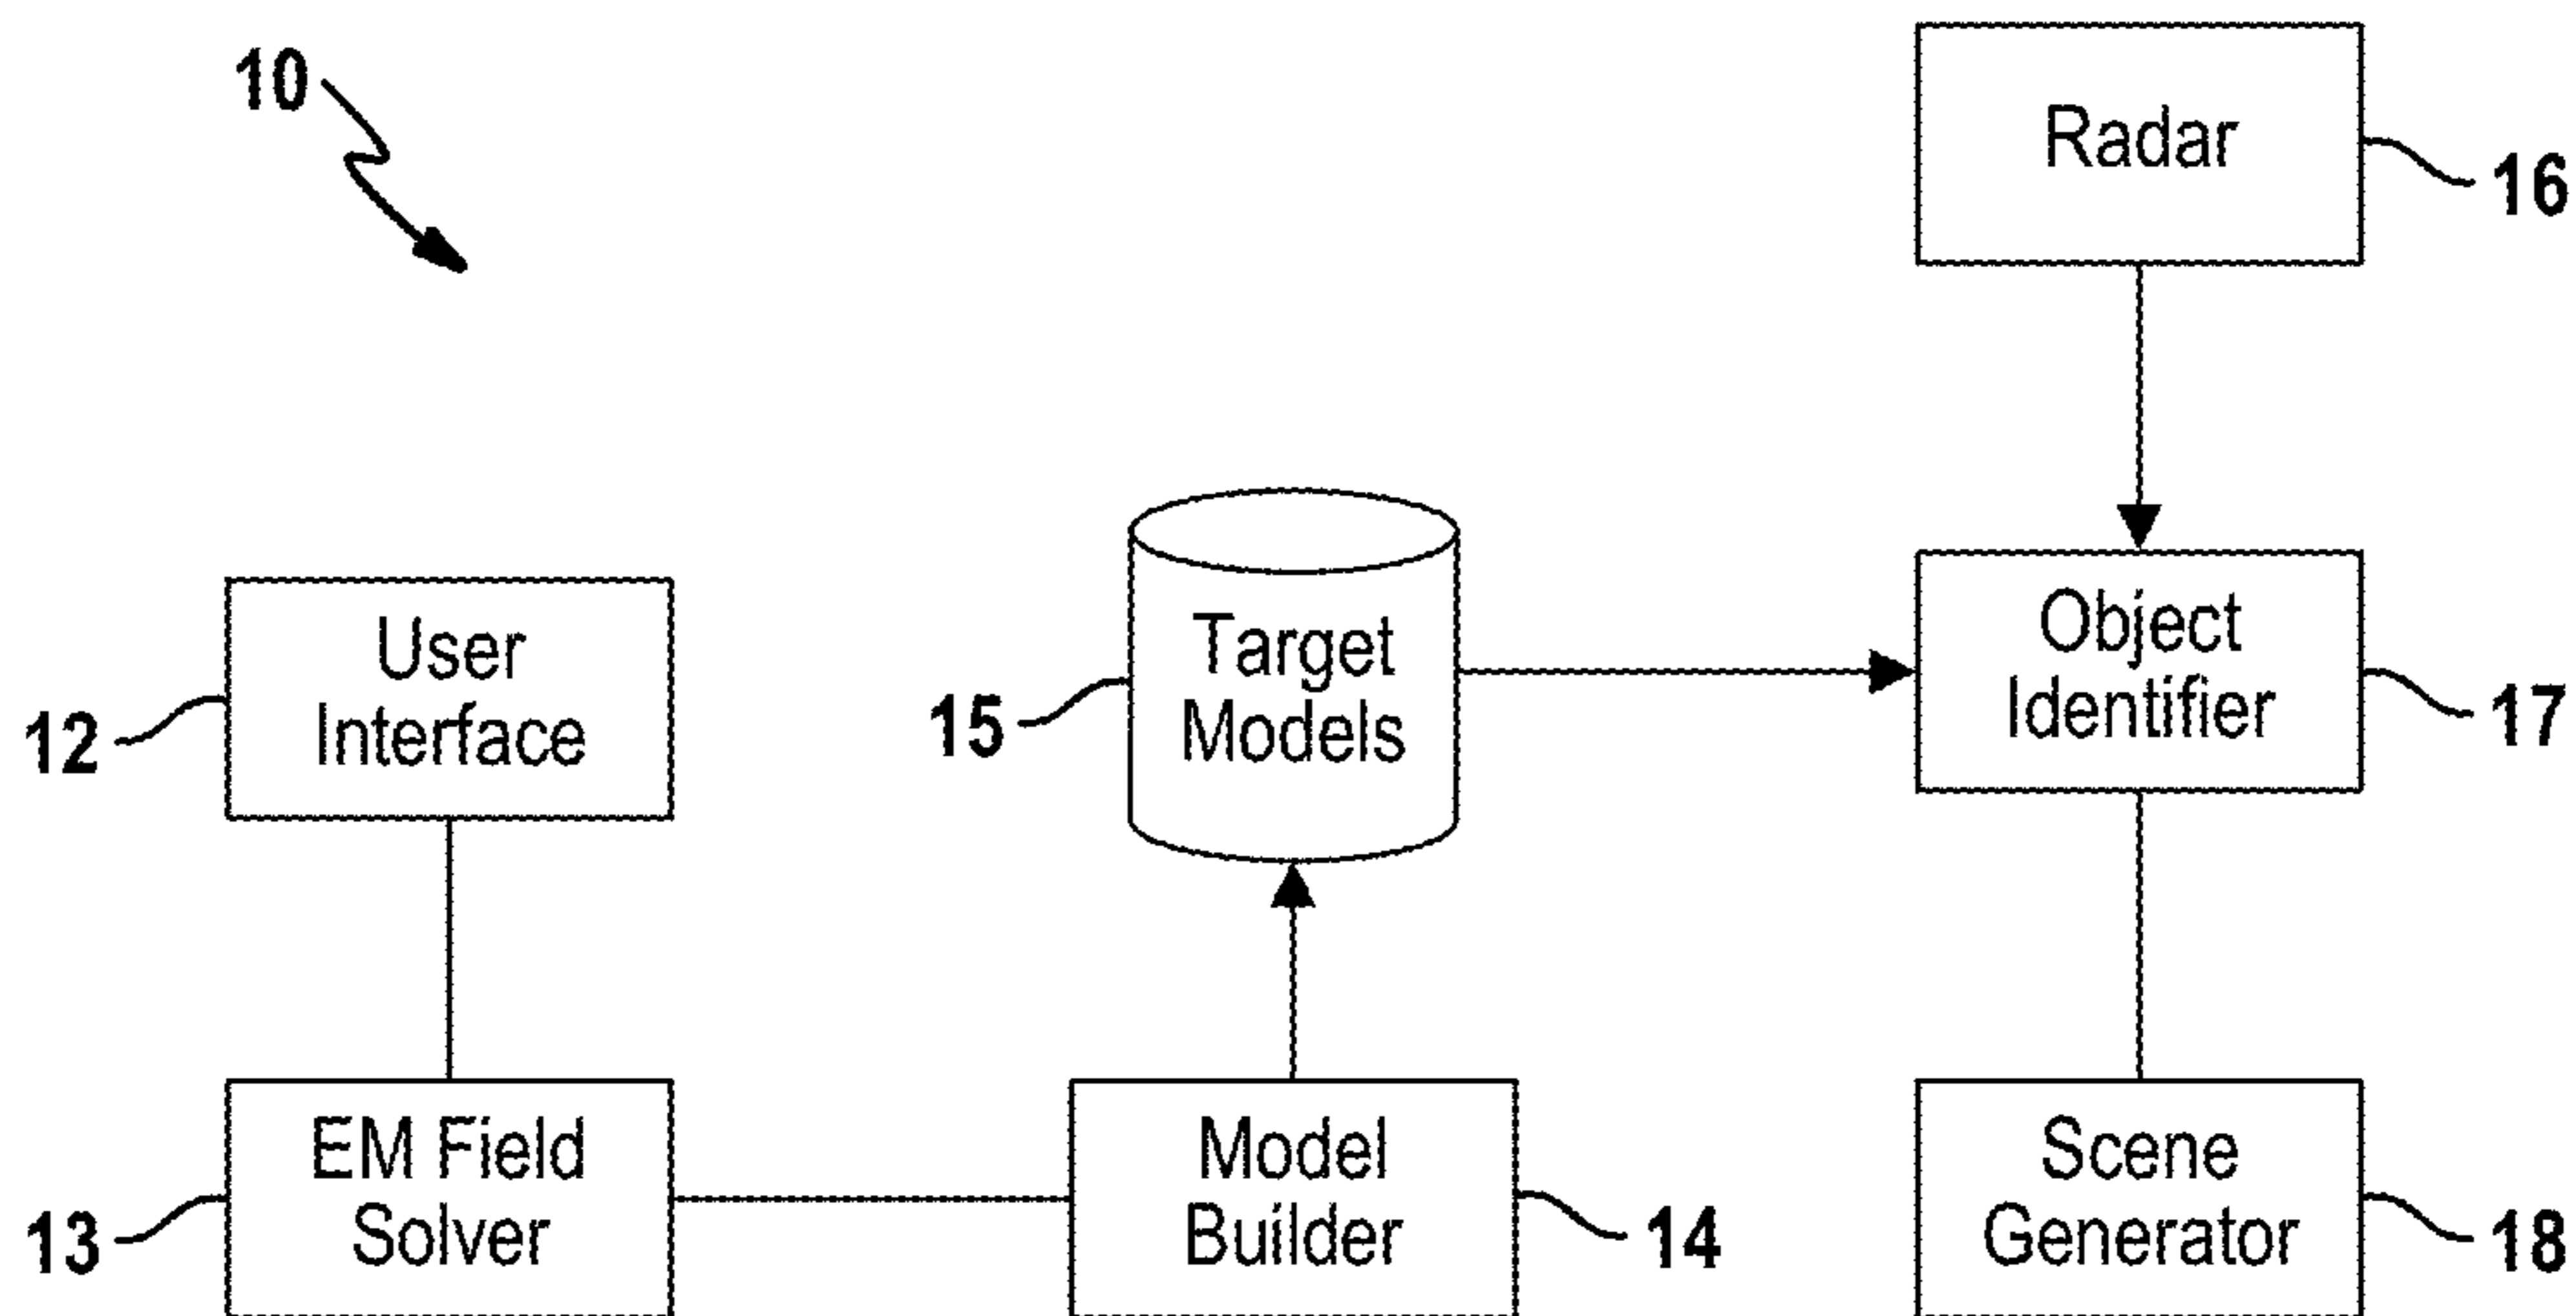 10
Radar
16
User
Interface
12
Target
Models
15
Object
Identifier
17
EM Field
Solver
13
Model
Builder
14
Scene
Generator
18